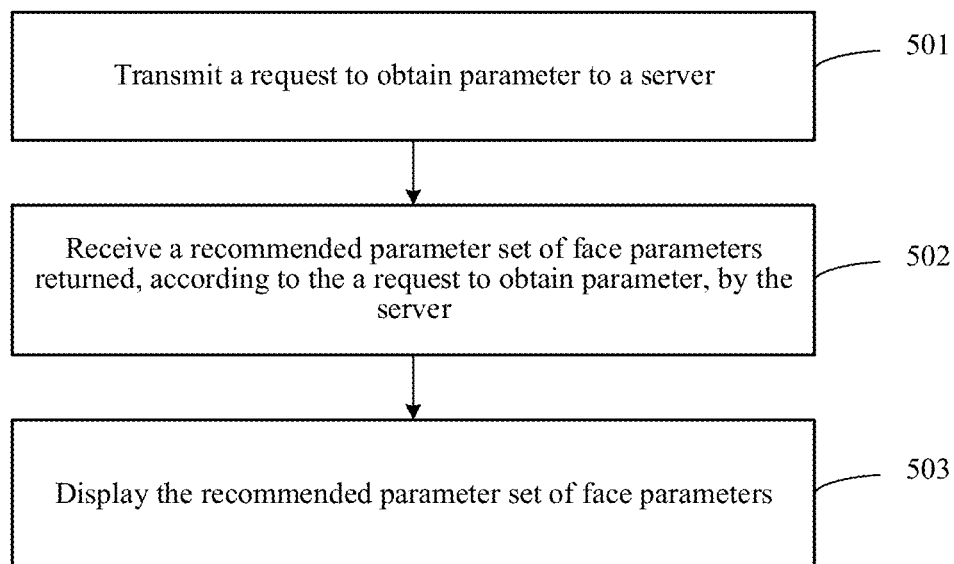 Transmit a request to obtain parameter to a server
501
Receive a recommended parameter set of face parameters
returned, according to the a request to obtain parameter, by the
server
502
Display the recommended parameter set of face parameters
503